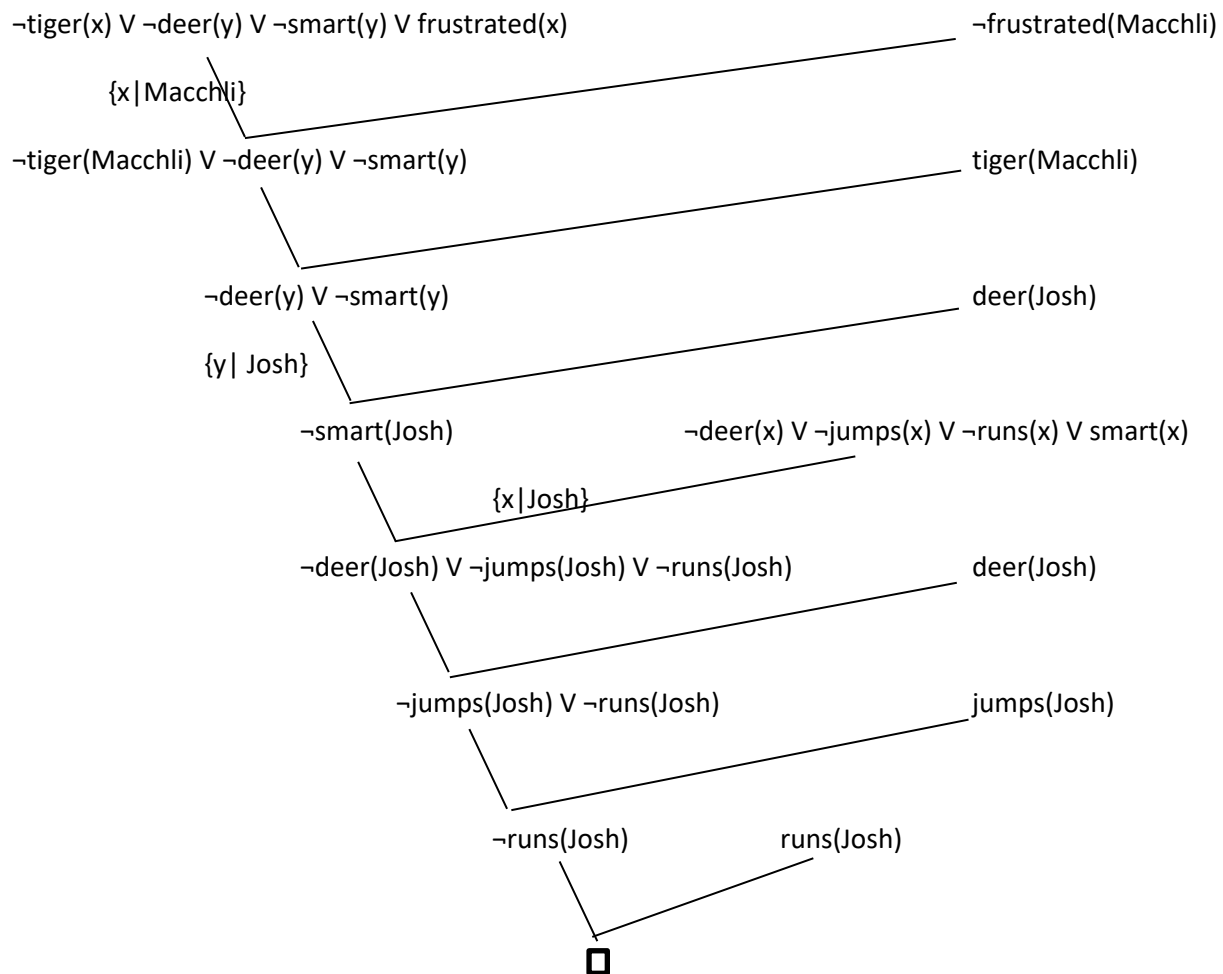 ¬tiger(x) V ¬deer(y) V ¬smart(y) V frustrated(x) ¬frustrated(Macchli)
{x|Macchli}
¬tiger(Macchli) V ¬deer(y) V ¬smart(y) tiger(Macchli)
¬deer(y) V ¬smart(y) deer(Josh)
{y| Josh}
¬smart(Josh) ¬deer(x) V ¬jumps(x) V ¬runs(x) V smart(x)
{x|Josh}
¬deer(Josh) V ¬jumps(Josh) V ¬runs(Josh) deer(Josh)
¬jumps(Josh) V ¬runs(Josh) jumps(Josh)
¬runs(Josh) runs(Josh)